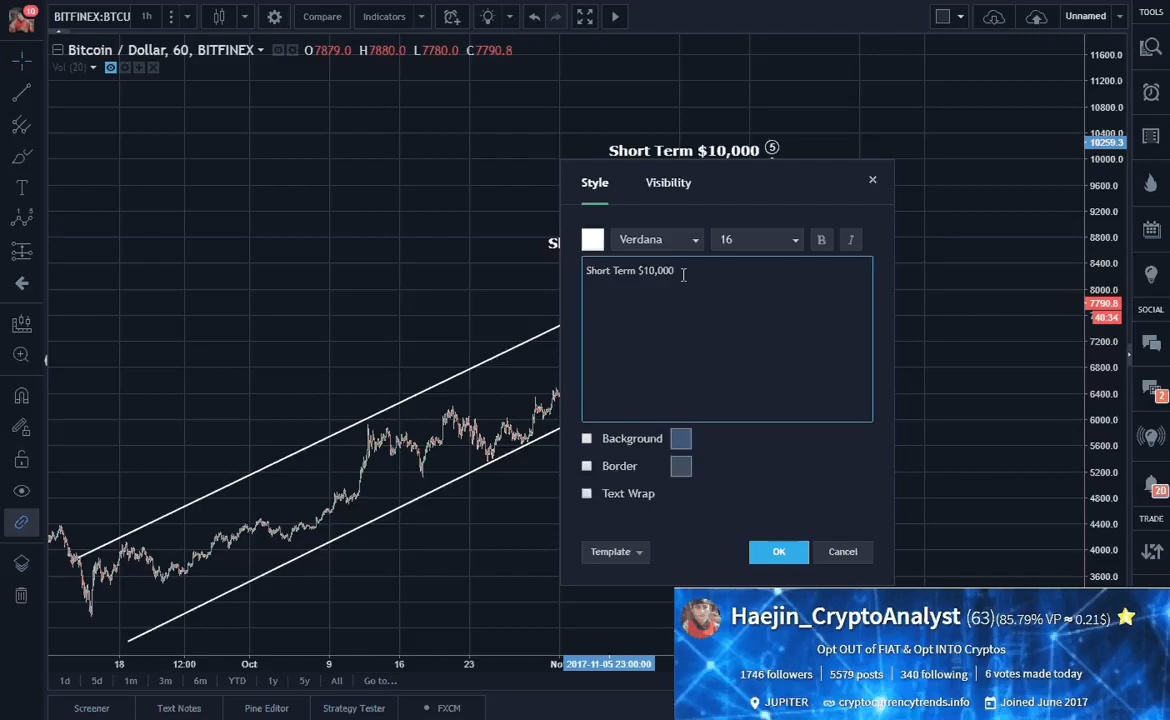 10
BITFINEX:BTCU
1h
Compare
Indicators
Unnamed
TOOLS
Bitcoin / Dollar, 60, BITFINEX
O7879.0 H7880.0 L7780.0 C7790.8
Vol (20)
11600.0
11200.0
10800.0
10400.0
10259.3
10000.0
9600.0
9200.0
8800.0
8400.0
8000.0
7790.8
40:34
7200.0
6800.0
6400.0
6000.0
5600.0
5200.0
4800.0
4400.0
4000.0
3600.0
Short Term $10,000 5
Style
Visibility
×
Verdana
16
B
I
Short Term $10,000
Background
Border
Text Wrap
Template
OK
Cancel
SOCIAL
2
20
TRADE
18
12:00
Oct
9
16
23
2017-11-05 23:00:00
1d
5d
1m
3m
6m
YTD
1y
5y
All
Go to...
Screener
Text Notes
Pine Editor
Strategy Tester
FXCM
Haejin_CryptoAnalyst (63)(85.79% VP ≈ 0.21$)
Opt OUT of FIAT & Opt INTO Cryptos
1746 followers
5579 posts
340 following
6 votes made today
JUPITER
cryptocurrencytrends.info
Joined June 2017